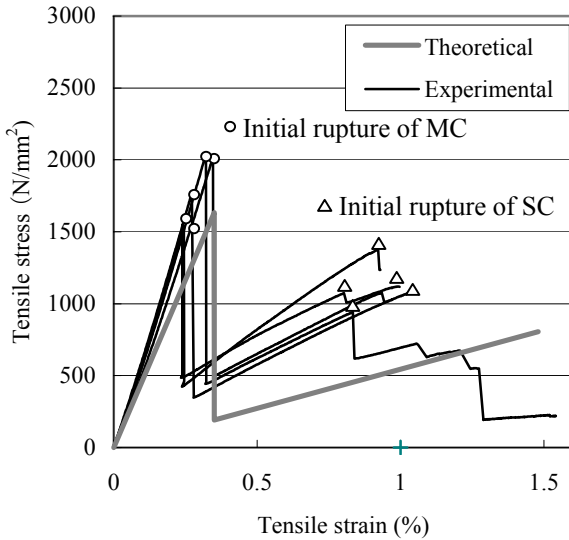 3000
2500
2000
1500
1000
500
0
Tensile stress (N/mm²)
Theoretical
Experimental
Initial rupture of MC
Initial rupture of SC
0 0.5 1 1.5
Tensile strain (%)